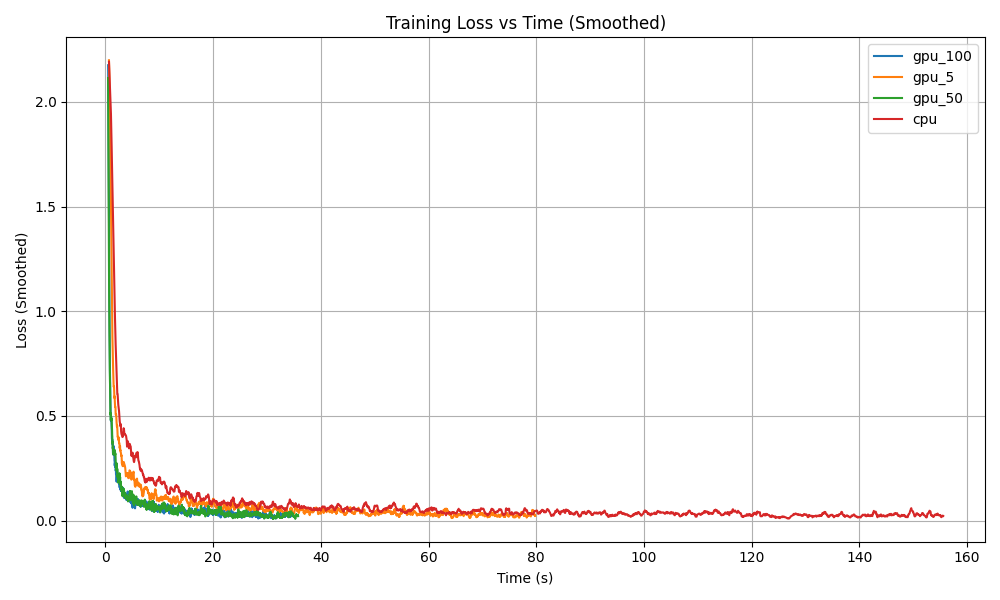 Training Loss vs Time (Smoothed)
gpu_100
gpu_5
gpu_50
cpu
Loss (Smoothed)
2.0
1.5
1.0
0.5
0.0
0 20 40 60 80 100 120 140 160
Time (s)